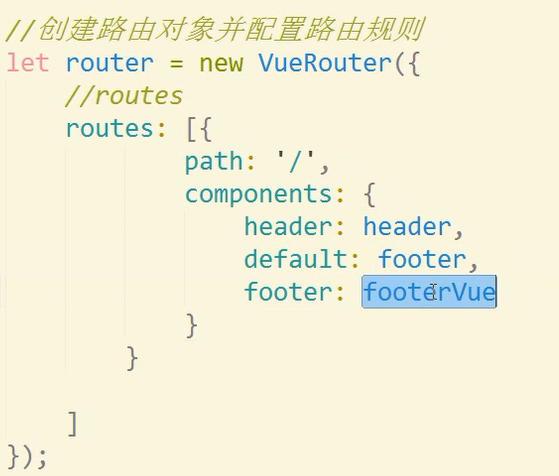 //创建路由对象并配置路由规则
let router = new VueRouter({
    //routes
    routes: [{
            path: '/',
            components: {
                header: header,
                default: footer,
                footer: footerVue
            }
        }

    ]
});